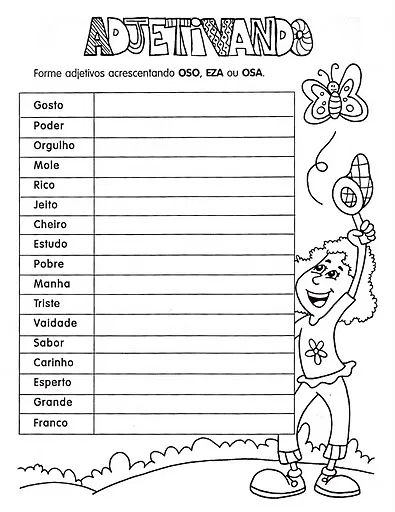 ADJETIVANDO
Forme adjetivos acrescentando OSO, EZA ou OSA.
Gosto
Poder
Orgulho
Mole
Rico
Jeito
Cheiro
Estudo
Pobre
Manha
Triste
Vaidade
Sabor
Carinho
Esperto
Grande
Franco